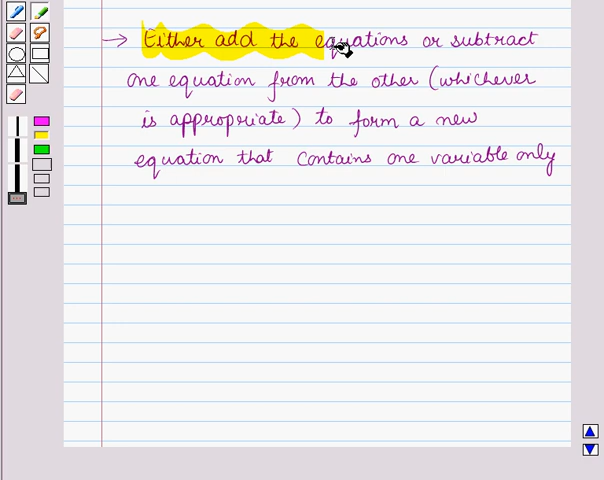 → Either add the equations or subtract
one equation from the other (whichever
is appropriate) to form a new
equation that contains one variable only